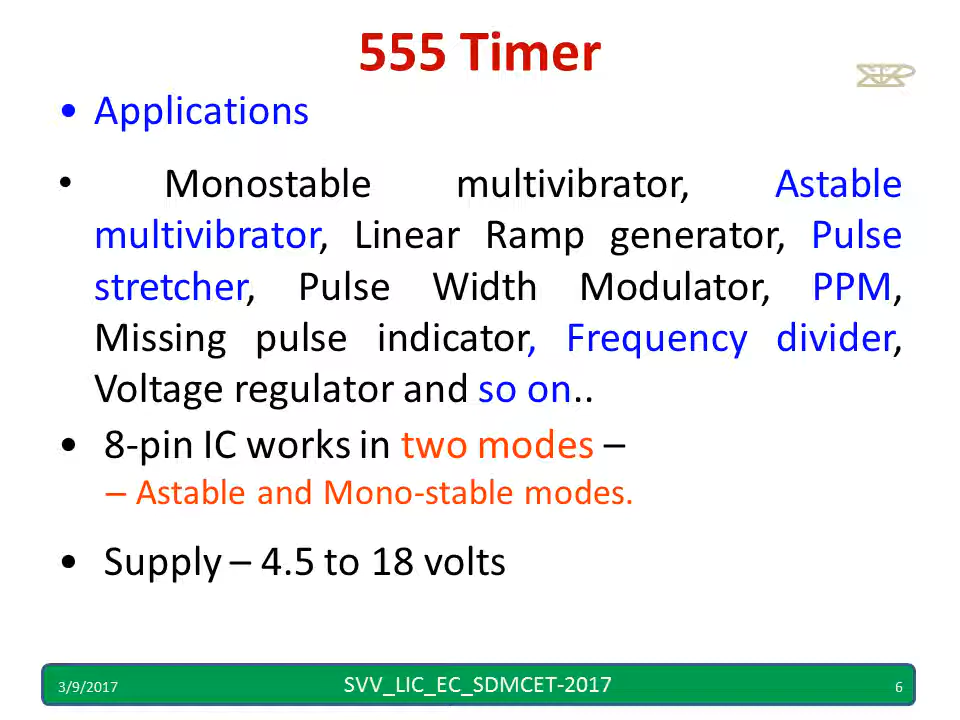 555 Timer
• Applications
• Monostable multivibrator, Astable
multivibrator, Linear Ramp generator, Pulse
stretcher, Pulse Width Modulator, PPM,
Missing pulse indicator, Frequency divider,
Voltage regulator and so on..
• 8-pin IC works in two modes –
– Astable and Mono-stable modes.
• Supply – 4.5 to 18 volts
3/9/2017 SVV_LIC_EC_SDMCET-2017 6